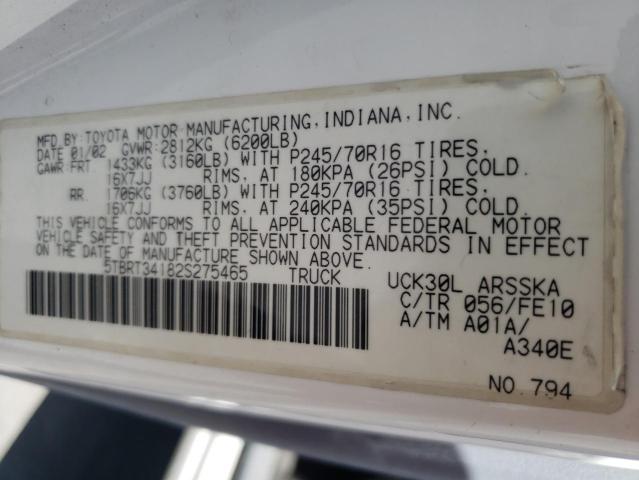 MFD.BY:TOYOTA MOTOR MANUFACTURING,INDIANA,INC.
DATE 01/02 GVWR:2812KG (6200LB)
GAWR-FRT. 1433KG (3160LB) WITH P245/70R16 TIRES,
16X7JJ RIMS, AT 180KPA (26PSI) COLD.
RR. 1706KG (3760LB) WITH P245/70R16 TIRES,
16X7JJ RIMS, AT 240KPA (35PSI) COLD.
THIS VEHICLE CONFORMS TO ALL APPLICABLE FEDERAL MOTOR
VEHICLE SAFETY AND THEFT PREVENTION STANDARDS IN EFFECT
ON THE DATE OF MANUFACTURE SHOWN ABOVE.
5TBRT34182S275465 TRUCK
UCK30L ARSSKA
C/TR 056/FE10
A/TM A01A/
A340E
NO.794